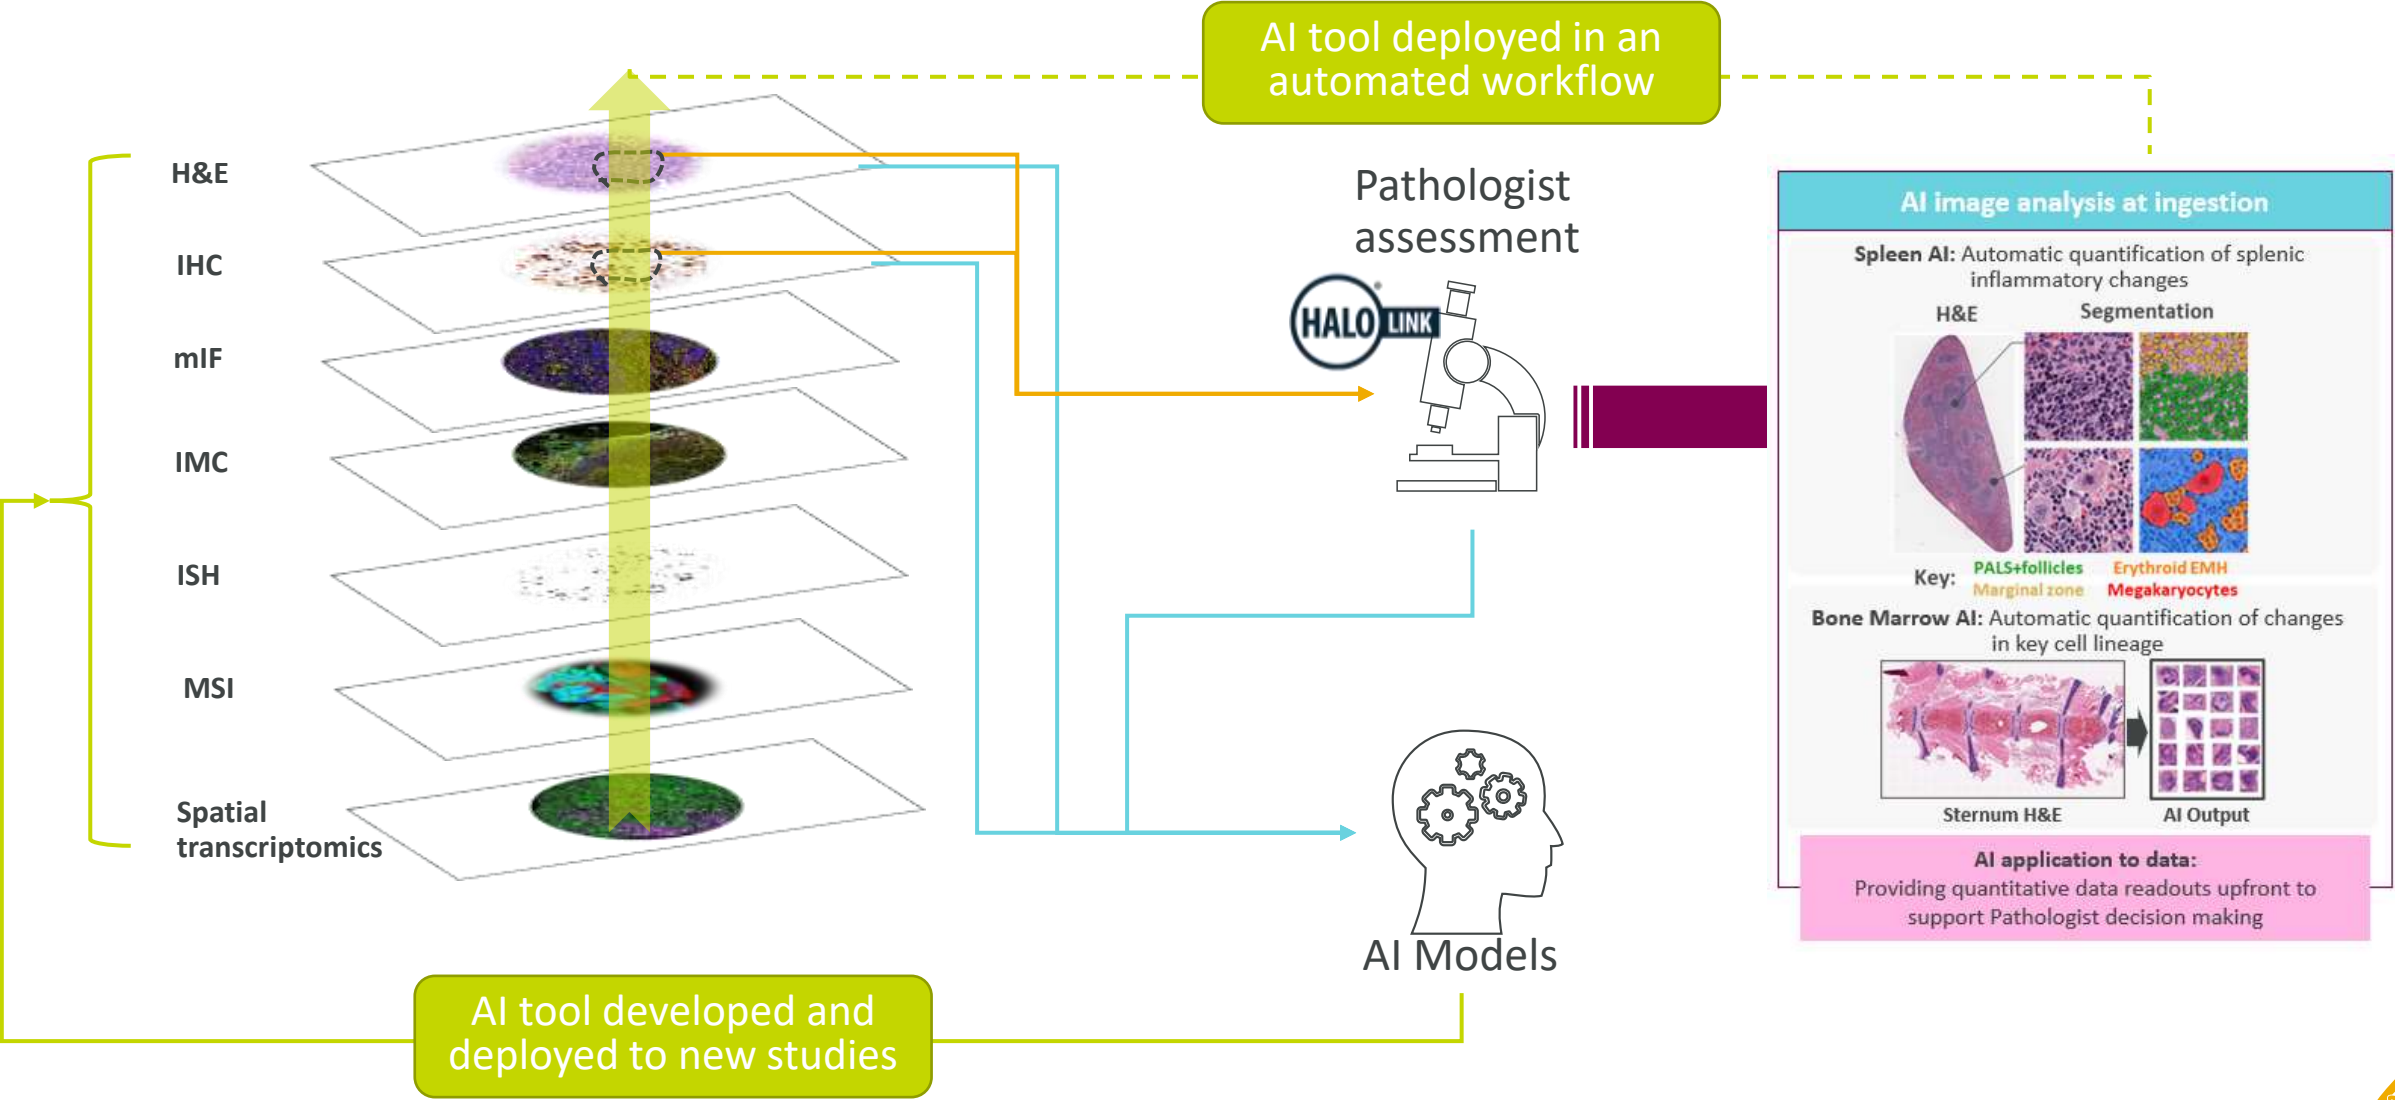 AI tool deployed in an
automated workflow
H&E
IHC
mIF
IMC
ISH
MSI
Spatial
transcriptomics
Pathologist
assessment
HALO LINK
AI Models
AI tool developed and
deployed to new studies
AI image analysis at ingestion
Spleen AI: Automatic quantification of splenic
inflammatory changes
H&E Segmentation
Key: PALS+follicles Erythroid EMH
Marginal zone Megakaryocytes
Bone Marrow AI: Automatic quantification of changes
in key cell lineage
Sternum H&E AI Output
AI application to data:
Providing quantitative data readouts upfront to
support Pathologist decision making